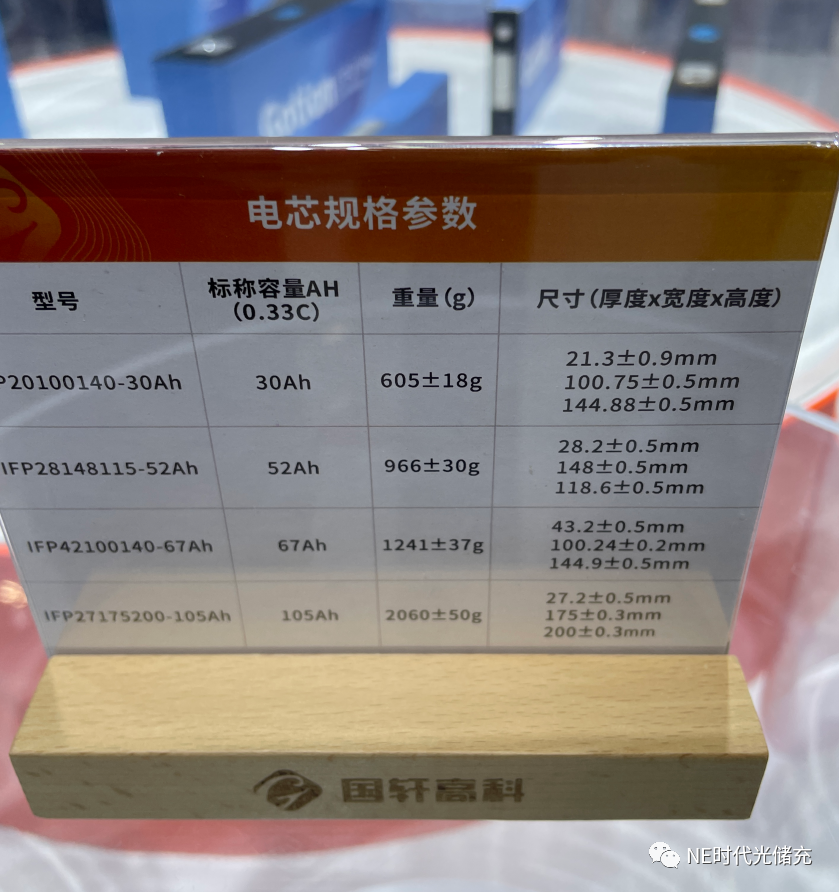 Gotion
电芯规格参数
型号 标称容量AH (0.33C) 重量(g) 尺寸(厚度x宽度x高度)
P20100140-30Ah 30Ah 605±18g 21.3±0.9mm
100.75±0.5mm
144.88±0.5mm
IFP28148115-52Ah 52Ah 966±30g 28.2±0.5mm
148±0.5mm
118.6±0.5mm
IFP42100140-67Ah 67Ah 1241±37g 43.2±0.5mm
100.24±0.2mm
144.9±0.5mm
IFP27175200-105Ah 105Ah 2060±50g 27.2±0.5mm
175±0.3mm
200±0.3mm
国轩高科
NE时代光储充